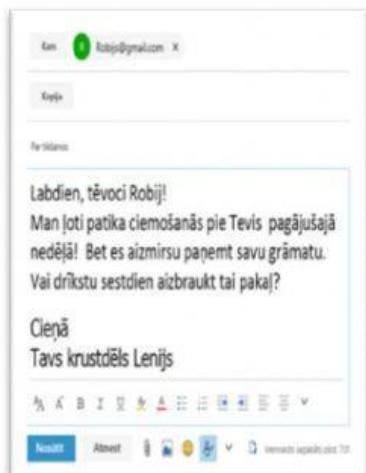 Kam R Robijs@gmail.com X
Kopija
Par tikšanos
Labdien, tēvoci Robij!
Man ļoti patika ciemošanās pie Tevis pagājušajā
nedēļā! Bet es aizmirsu paņemt savu grāmatu.
Vai drīkstu sestdien aizbraukt tai pakaļ?
Cieņā
Tavs krustdēls Lenijs
B I U A
Nosūtīt Atmest